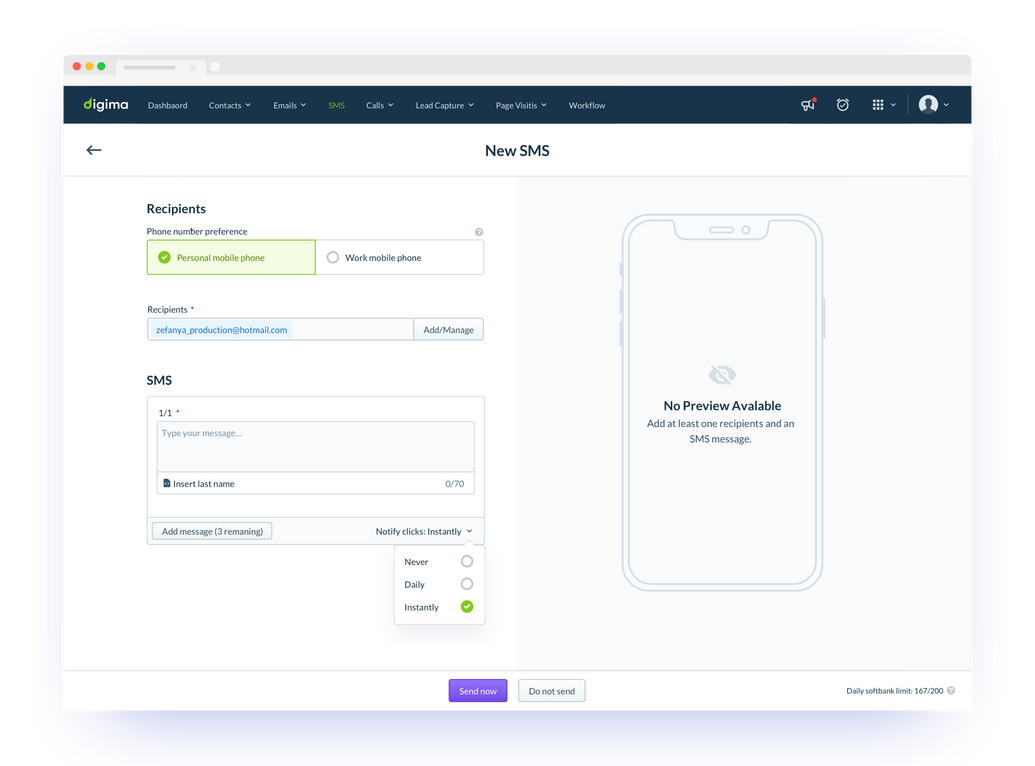 digima
Dashbaord Contacts Emails SMS Calls Lead Capture Page Visitis Workflow
New SMS
Recipients
Phone number preference
Personal mobile phone Work mobile phone
Recipients *
zefanya_production@hotmail.com Add/Manage
SMS
1/1 *
Type your message...
Insert last name 0/70
Add message (3 remaning) Notify clicks: Instantly
Never
Daily
Instantly
No Preview Avalable
Add at least one recipients and an
SMS message.
Send now Do not send Daily softbank limit: 167/200